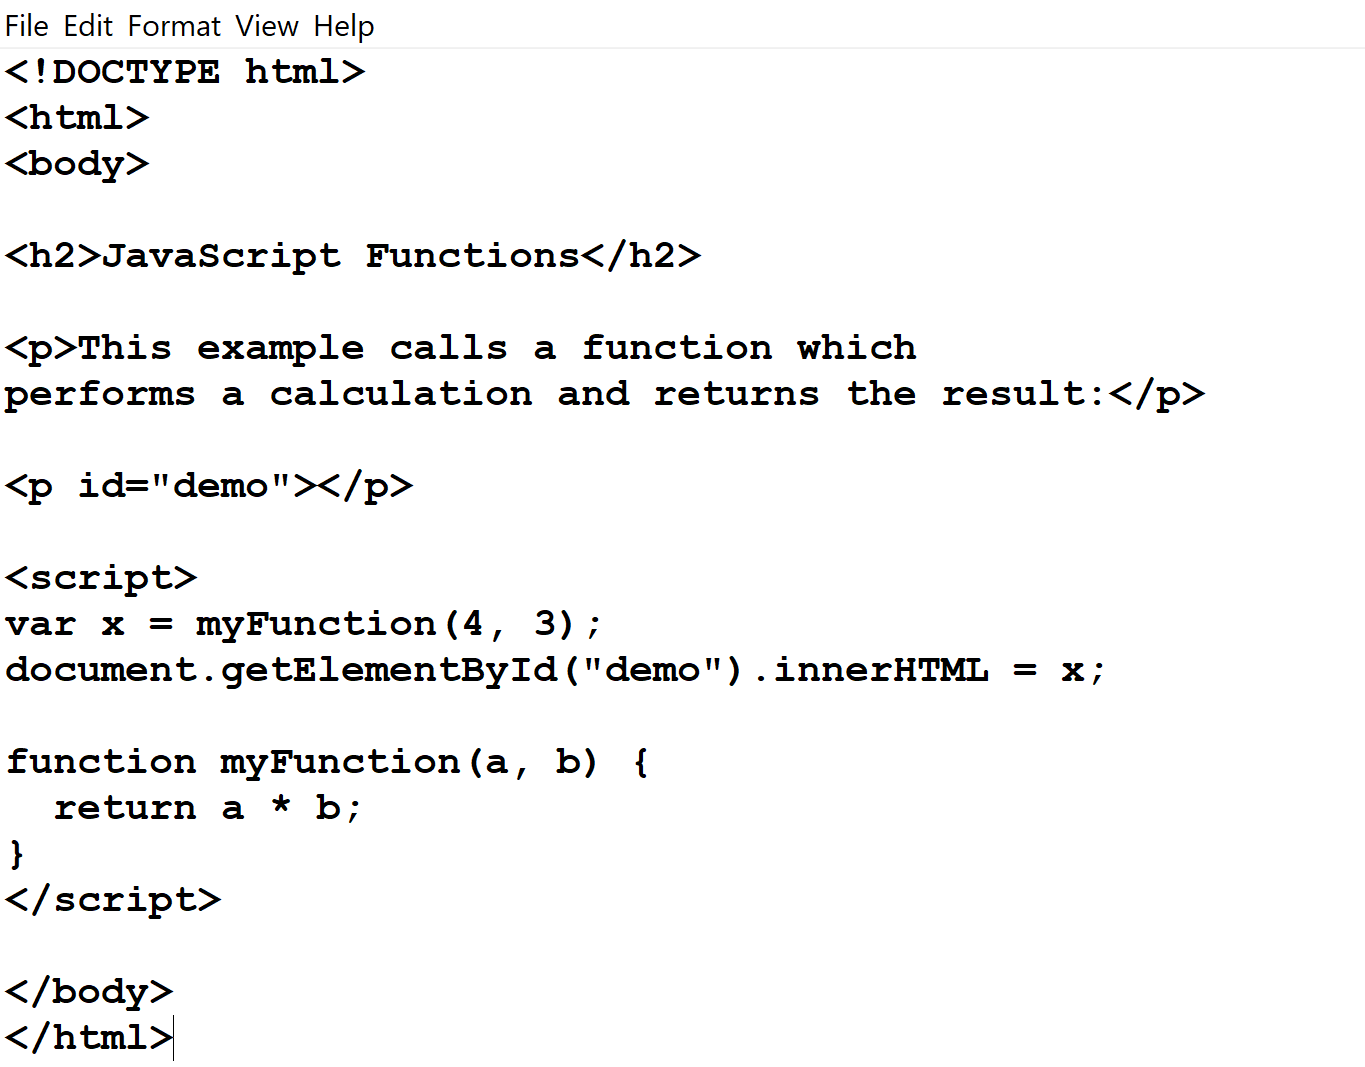 File Edit Format View Help
<!DOCTYPE html>
<html>
<body>
<h2>JavaScript Functions</h2>
<p>This example calls a function which
performs a calculation and returns the result:</p>
<p id="demo"></p>
<script>
var x = myFunction(4, 3);
document.getElementById("demo").innerHTML = x;
function myFunction(a, b) {
  return a * b;
}
</script>
</body>
</html>